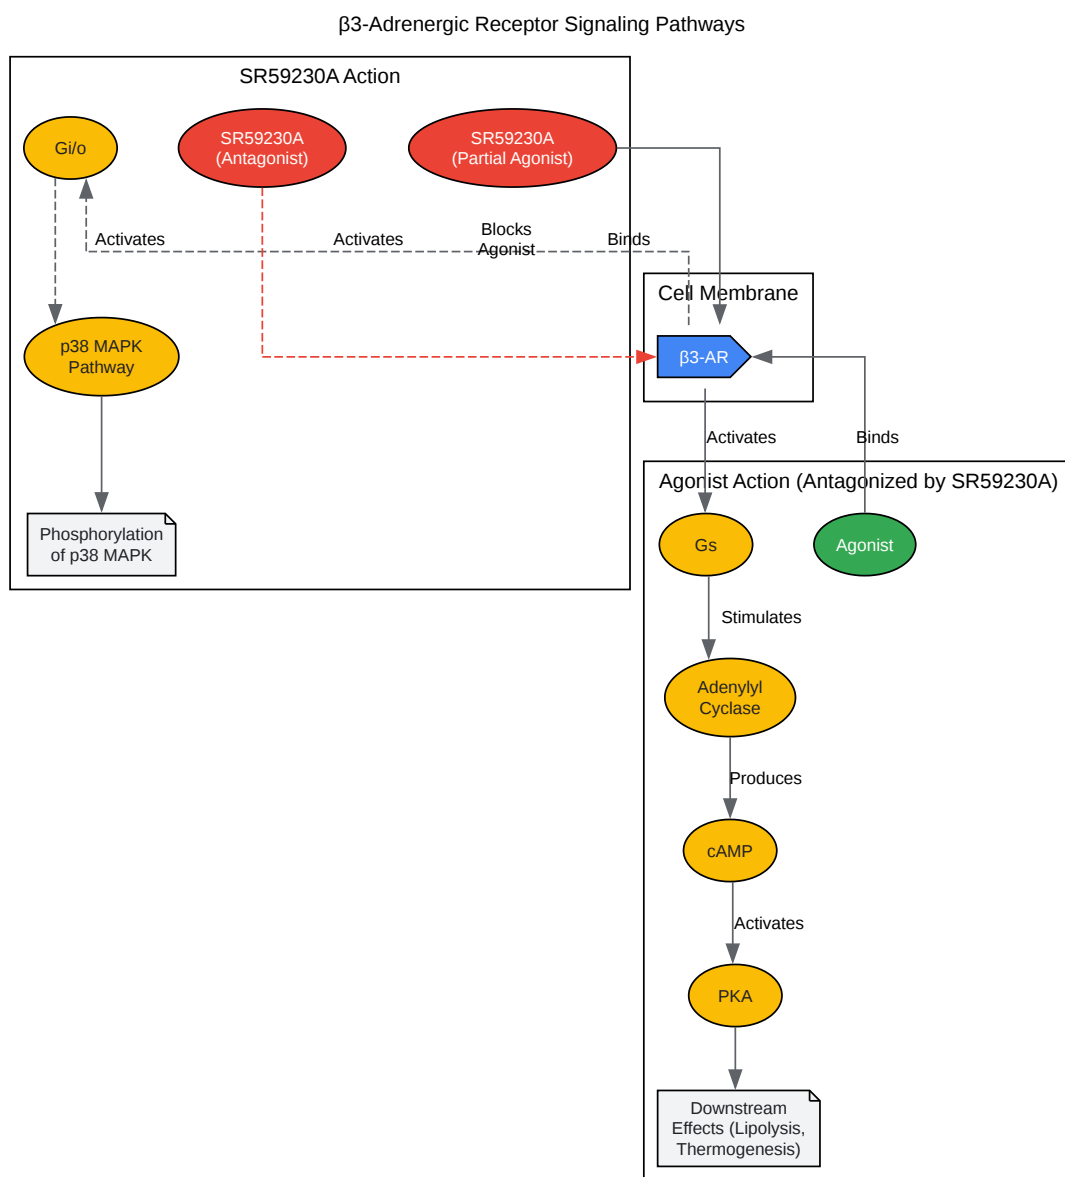 β3-Adrenergic Receptor Signaling Pathways
SR59230A Action
Gi/o
SR59230A
(Antagonist)
SR59230A
(Partial Agonist)
Activates
Activates
Blocks
Agonist
Binds
Cell Membrane
p38 MAPK
Pathway
β3-AR
Activates
Binds
Agonist Action (Antagonized by SR59230A)
Phosphorylation
of p38 MAPK
Gs
Agonist
Stimulates
Adenylyl
Cyclase
Produces
cAMP
Activates
PKA
Downstream
Effects (Lipolysis,
Thermogenesis)